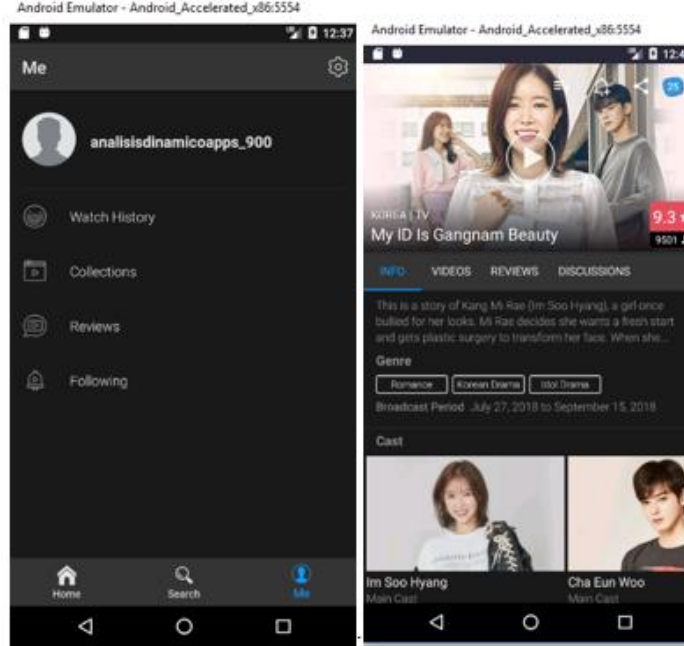 Android Emulator - Android_Accelerated_x86:5554
12:37
Me
analisisdinamicoapps_900
Watch History
Collections
Reviews
Following
Home
Search
Me
Android Emulator - Android_Accelerated_x86:5554
12:4
25
KOREA | TV
My ID Is Gangnam Beauty
9.3
9501
INFO VIDEOS REVIEWS DISCUSSIONS
This is a story of Kang Mi Rae (Im Soo Hyang), a girl once
bullied for her looks. Mi Rae decides she wants a fresh start
and gets plastic surgery to transform her face. When she...
Genre
Romance Korean Drama Idol Drama
Broadcast Period July 27, 2018 to September 15, 2018
Cast
Im Soo Hyang Cha Eun Woo
Main Cast Main Cast